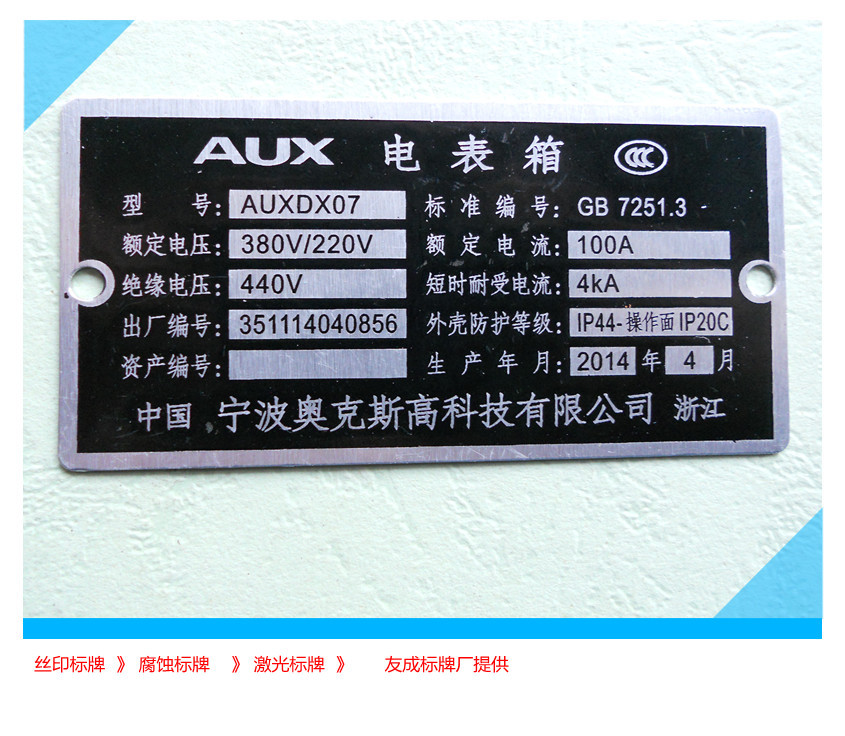 AUX 电表箱 CCC
型 号: AUXDX07 标准编号: GB 7251.3 -
额定电压: 380V/220V 额定电流: 100A
绝缘电压: 440V 短时耐受电流: 4kA
出厂编号: 351114040856 外壳防护等级: IP44-操作面IP20C
资产编号: 生产年月: 2014 年 4 月
中国 宁波奥克斯高科技有限公司 浙江
丝印标牌 》 腐蚀标牌 》 激光标牌 》 友成标牌厂提供